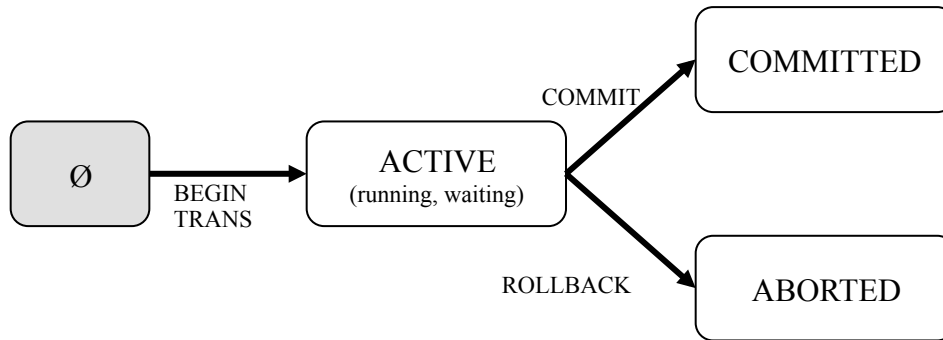 Ø
BEGIN
TRANS
ACTIVE
(running, waiting)
COMMIT
COMMITTED
ROLLBACK
ABORTED